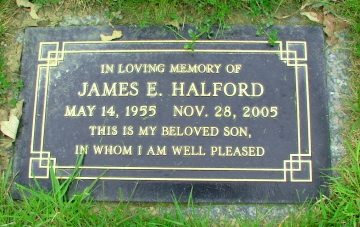 IN LOVING MEMORY OF
JAMES E. HALFORD
MAY 14, 1955 NOV. 28, 2005
THIS IS MY BELOVED SON,
IN WHOM I AM WELL PLEASED